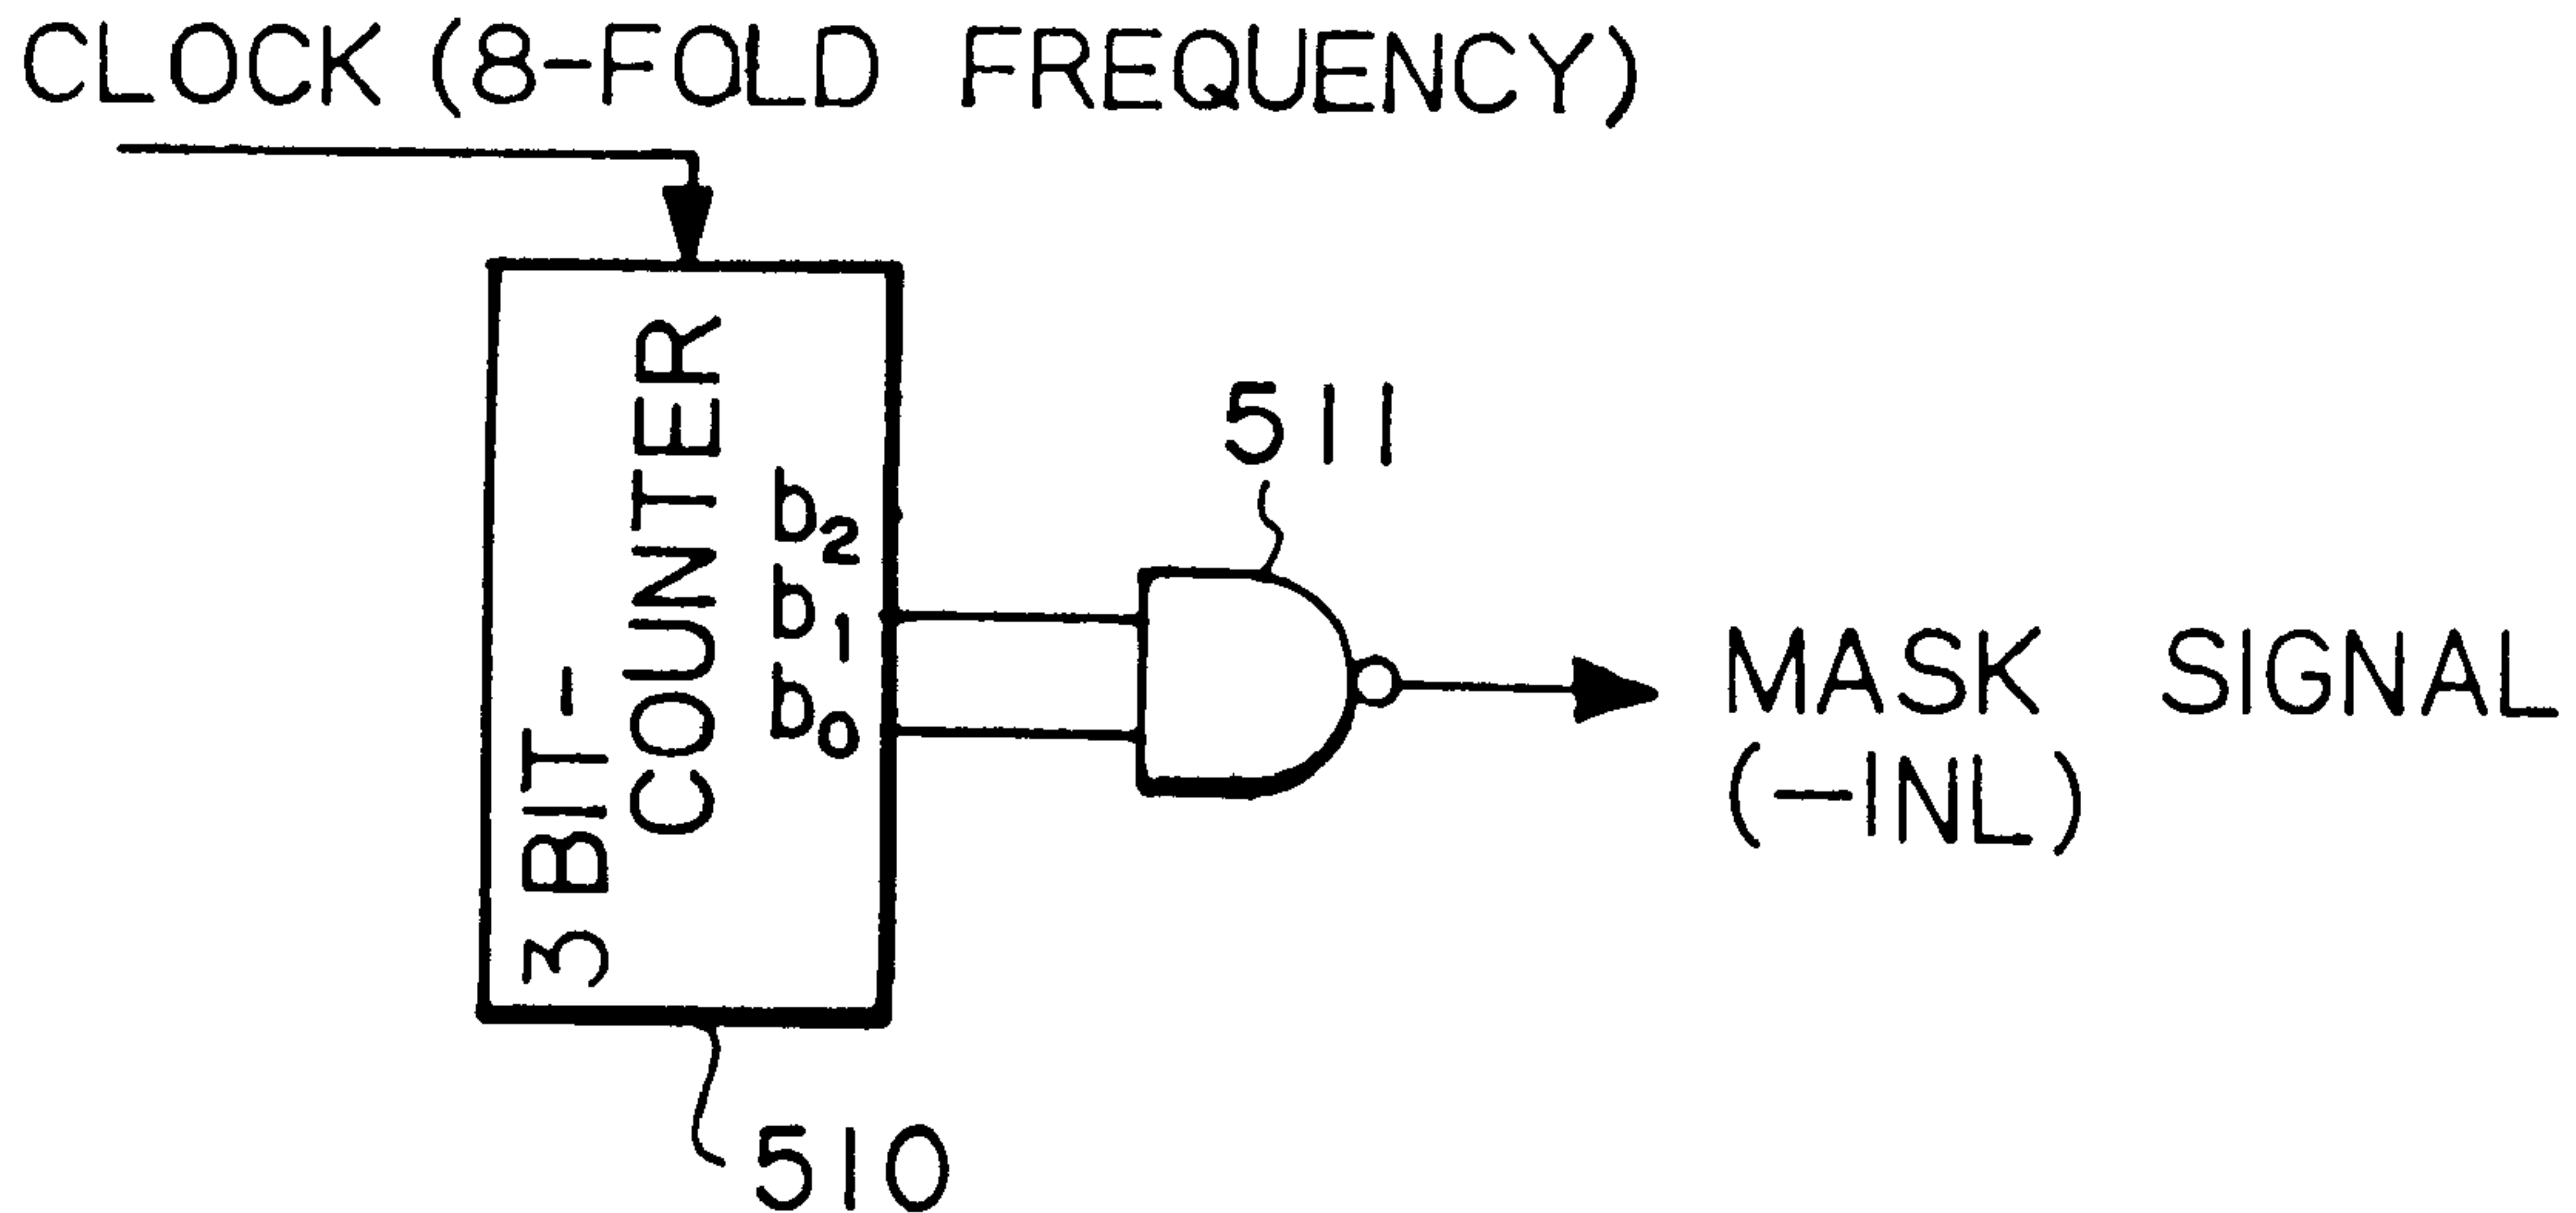 CLOCK (8-FOLD FREQUENCY)
3 BIT-
COUNTER
b₂
b₁
b₀
511
MASK SIGNAL
(-INL)
510